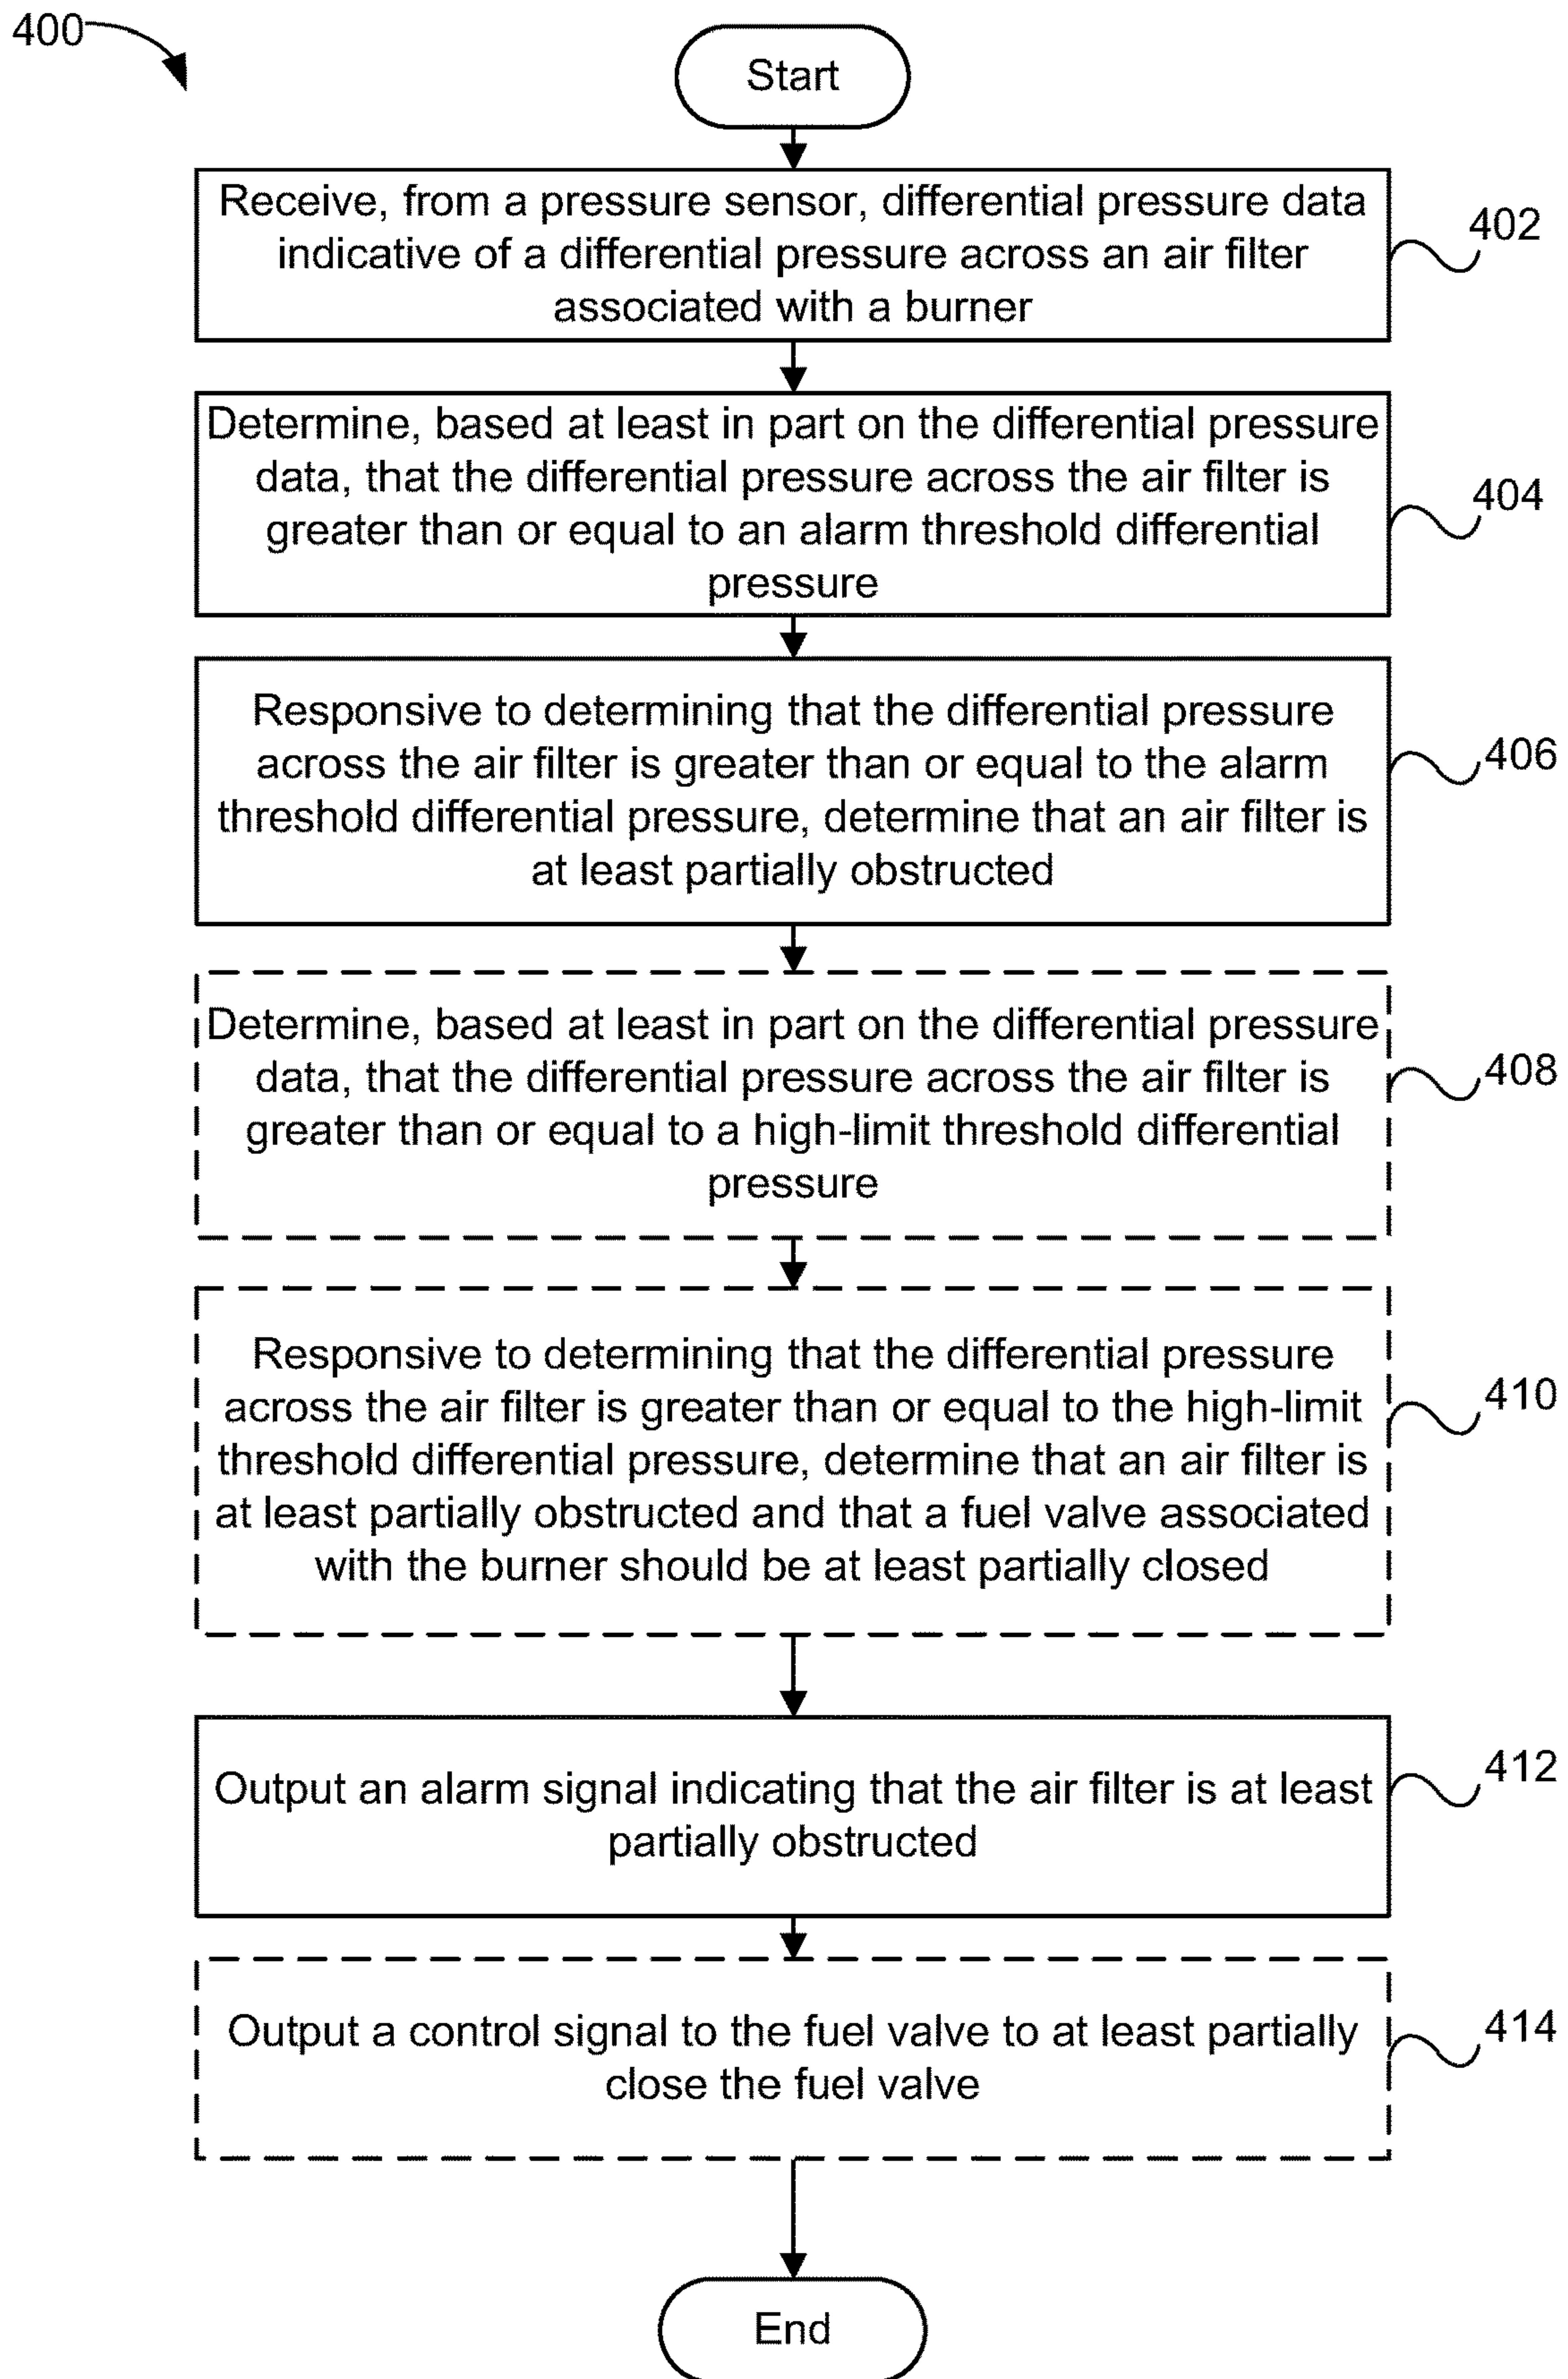 400
Start
Receive, from a pressure sensor, differential pressure data
indicative of a differential pressure across an air filter
associated with a burner
402
Determine, based at least in part on the differential pressure
data, that the differential pressure across the air filter is
greater than or equal to an alarm threshold differential
pressure
404
Responsive to determining that the differential pressure
across the air filter is greater than or equal to the alarm
threshold differential pressure, determine that an air filter is
at least partially obstructed
406
Determine, based at least in part on the differential pressure
data, that the differential pressure across the air filter is
greater than or equal to a high-limit threshold differential
pressure
408
Responsive to determining that the differential pressure
across the air filter is greater than or equal to the high-limit
threshold differential pressure, determine that an air filter is
at least partially obstructed and that a fuel valve associated
with the burner should be at least partially closed
410
Output an alarm signal indicating that the air filter is at least
partially obstructed
412
Output a control signal to the fuel valve to at least partially
close the fuel valve
414
End